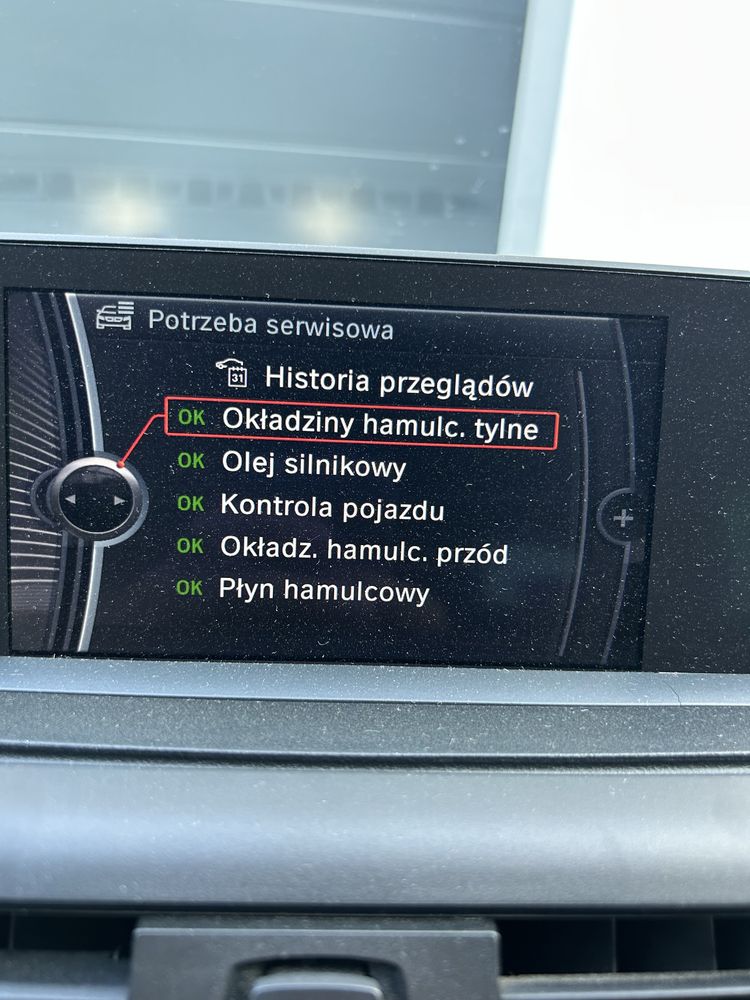 Potrzeba serwisowa
31 Historia przeglądów
OK Okładziny hamulc. tylne
OK Olej silnikowy
OK Kontrola pojazdu
OK Okładz. hamulc. przód
OK Płyn hamulcowy